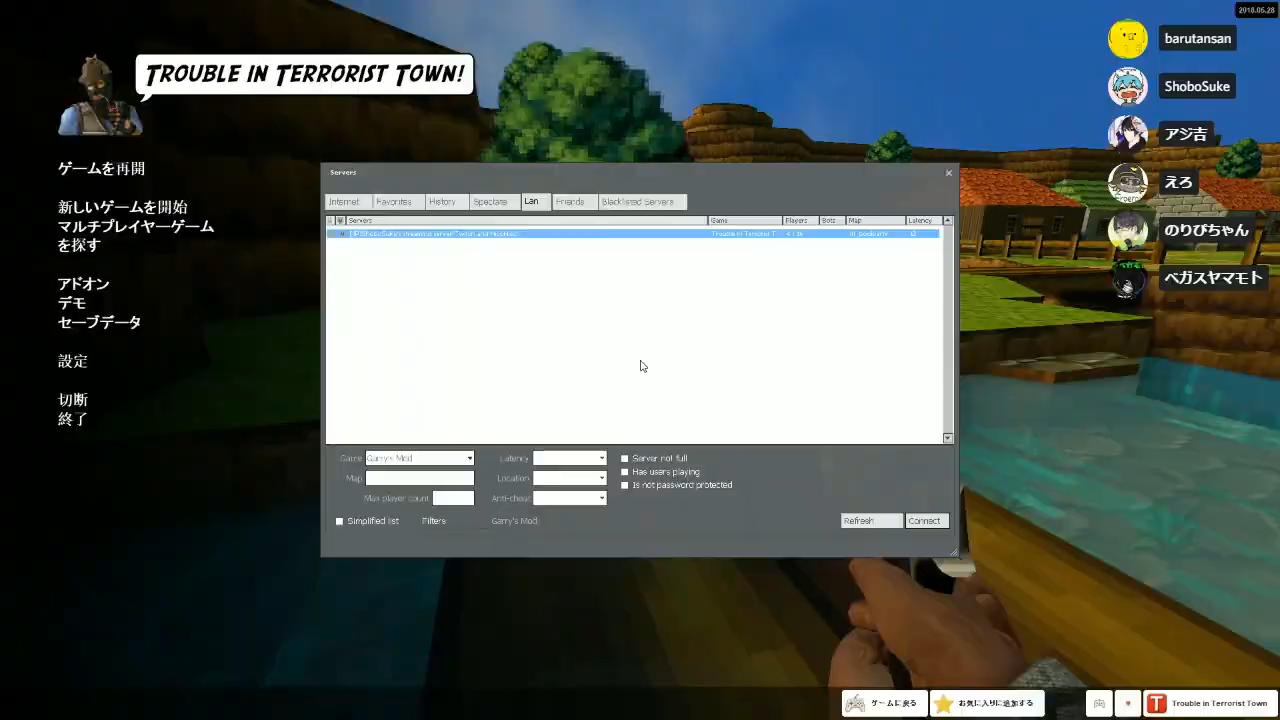 2018.05.28
TROUBLE IN TERRORIST TOWN!
barutansan
ShoboSuke
アジ吉
えろ
のりぴちゃん
ベガスヤマモト
ゲームを再開
新しいゲームを開始
マルチプレイヤーゲーム
を探す
アドオン
デモ
セーブデータ
設定
切断
終了
Servers
Internet Favorites History Spectate Lan Friends Blacklisted Servers
Servers Game Players Bots Map Latency
Trouble in Terrorist T
Game Garry's Mod Latency Server not full
Map Location Has users playing
Max player count Anti-cheat Is not password protected
Simplified list Filters Garry's Mod
Refresh Connect
ゲームに戻る お気に入りに追加する Trouble in Terrorist Town